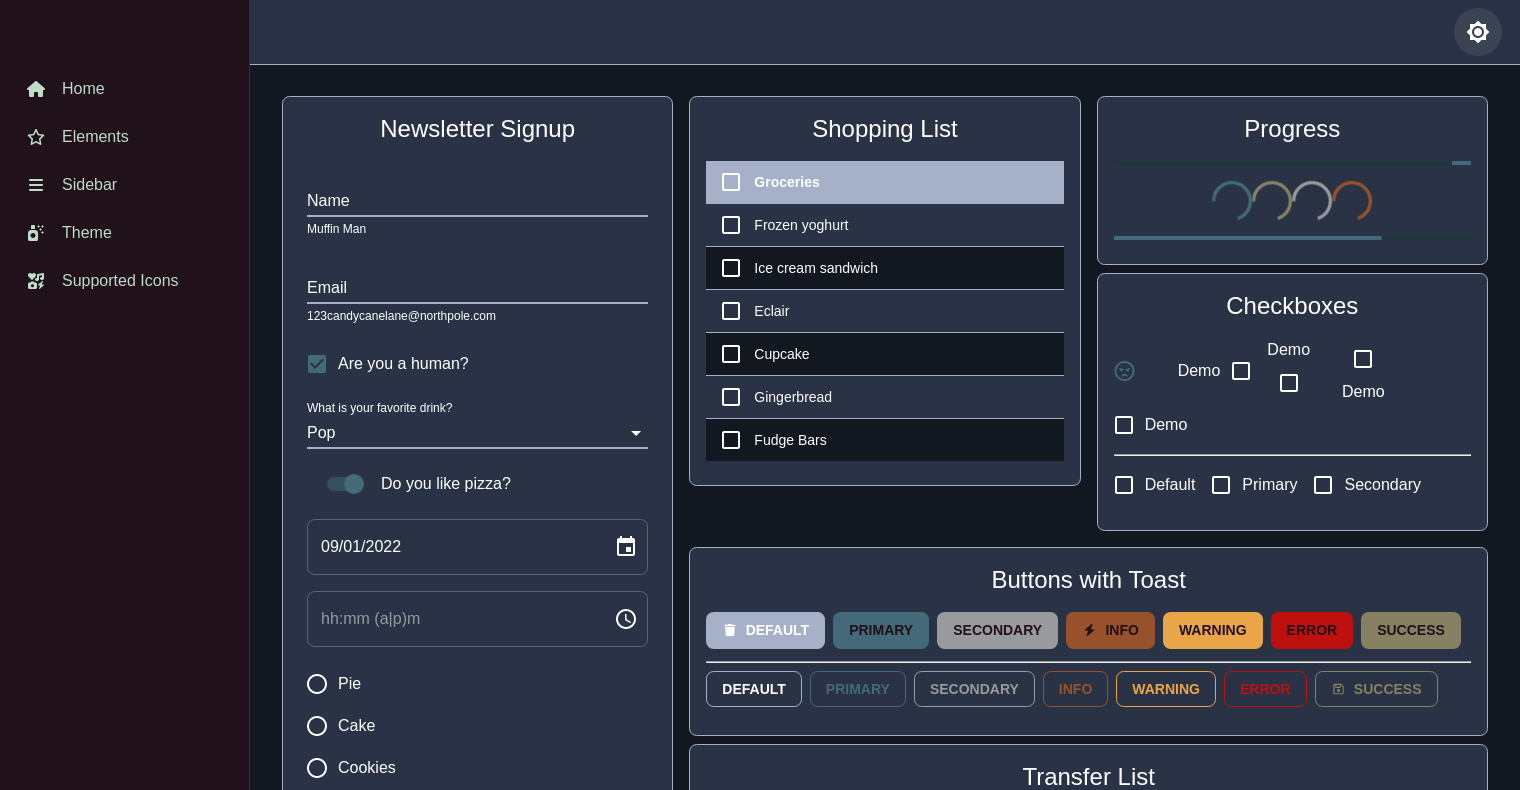 Home
Elements
Sidebar
Theme
Supported Icons
Newsletter Signup
Name
Muffin Man
Email
123candycanelane@northpole.com
Are you a human?
What is your favorite drink?
Pop
Do you like pizza?
09/01/2022
hh:mm (a|p)m
Pie
Cake
Cookies
Shopping List
Groceries
Frozen yoghurt
Ice cream sandwich
Eclair
Cupcake
Gingerbread
Fudge Bars
Progress
Checkboxes
Demo
Demo
Demo
Demo
Default Primary Secondary
Buttons with Toast
DEFAULT PRIMARY SECONDARY INFO WARNING ERROR SUCCESS
DEFAULT PRIMARY SECONDARY INFO WARNING ERROR SUCCESS
Transfer List